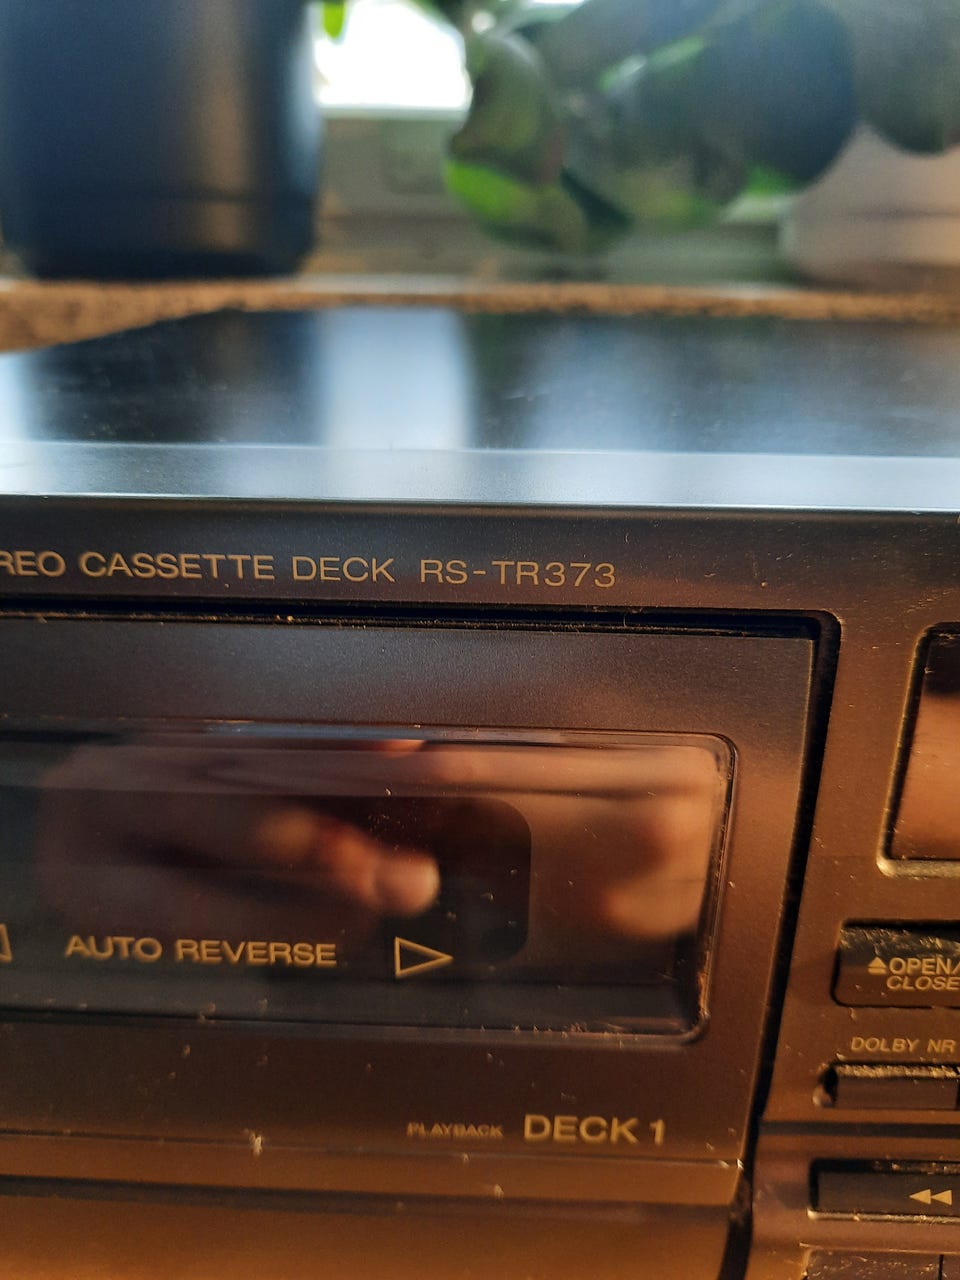 REO CASSETTE DECK RS-TR373
AUTO REVERSE
OPEN/
CLOSE
DOLBY NR
PLAYBACK DECK 1